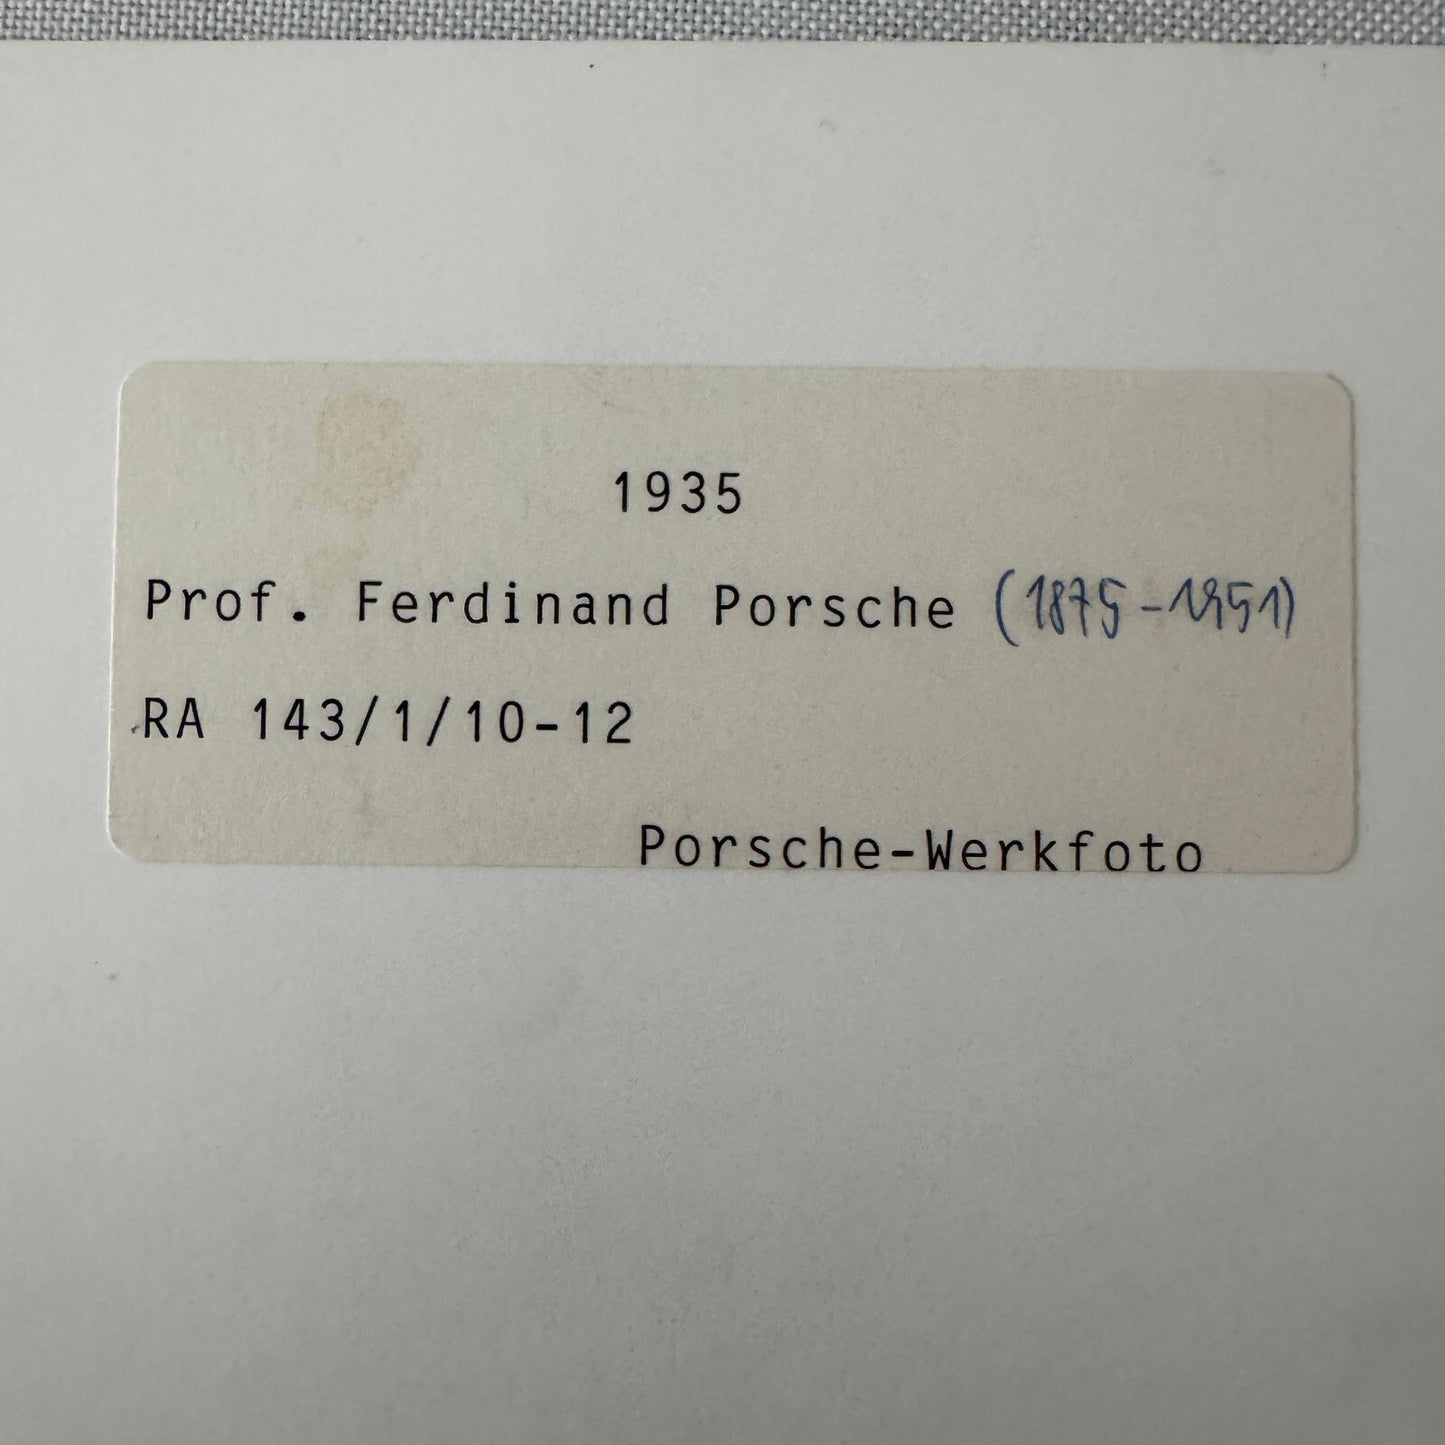 1935
Prof. Ferdinand Porsche (1875-1951)
RA 143/1/10-12
Porsche-Werkfoto